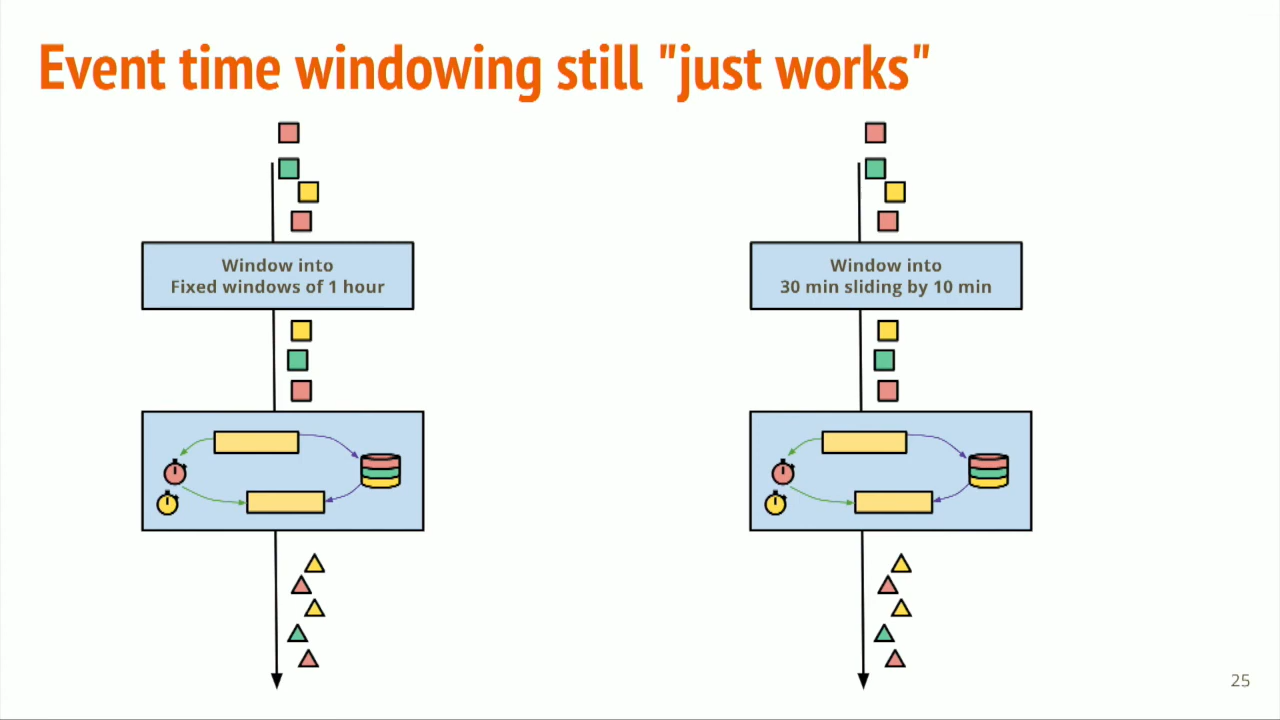 Event time windowing still "just works"
Window into
Fixed windows of 1 hour
Window into
30 min sliding by 10 min
25